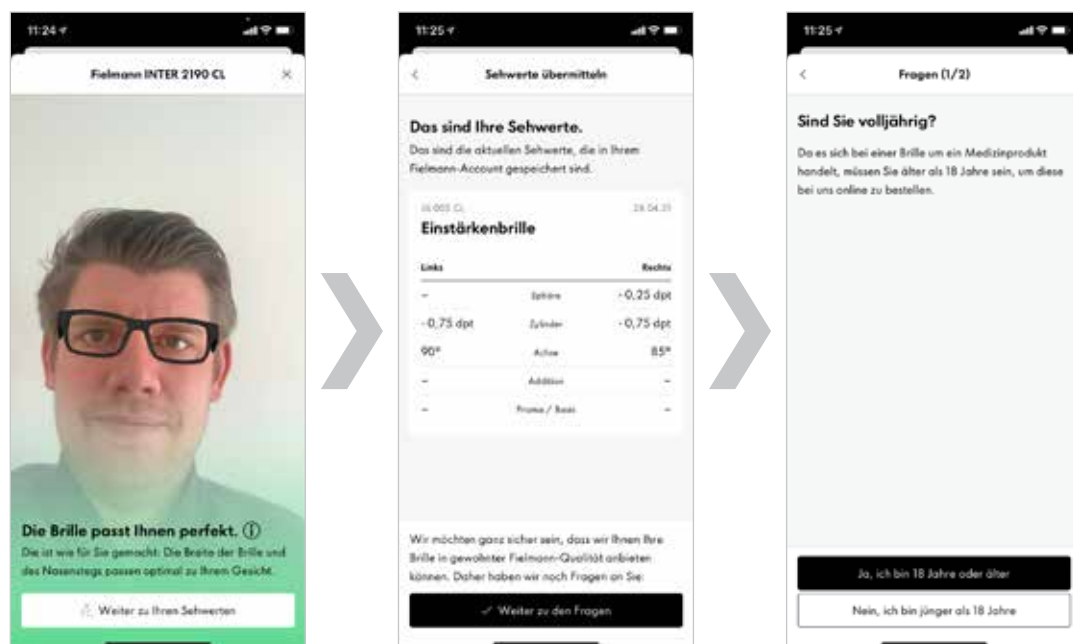 11:24
Fielmann INTER 2190 CL
Die Brille passt Ihnen perfekt.
Die ist wie für Sie gemacht: Die Breite der Brille und
des Nasenstegs passen optimal zu Ihrem Gesicht.
Weiter zu Ihren Sehwerten
11:25
Sehwerte übermitteln
Das sind Ihre Sehwerte.
Das sind die aktuellen Sehwerte, die in Ihrem
Fielmann-Account gespeichert sind.
CL 28.04.21
Einstärkenbrille
Links Rechts
– Sphäre -0,25 dpt
-0,75 dpt Zylinder -0,75 dpt
90° Achse 85°
– Addition –
– Prisma / Basis –
Wir möchten ganz sicher sein, dass wir Ihnen Ihre
Brille in gewohnter Fielmann-Qualität anbieten
können. Daher haben wir noch Fragen an Sie:
Weiter zu den Fragen
11:25
Fragen (1/2)
Sind Sie volljährig?
Da es sich bei einer Brille um ein Medizinprodukt
handelt, müssen Sie älter als 18 Jahre sein, um diese
bei uns online zu bestellen.
Ja, ich bin 18 Jahre oder älter
Nein, ich bin jünger als 18 Jahre